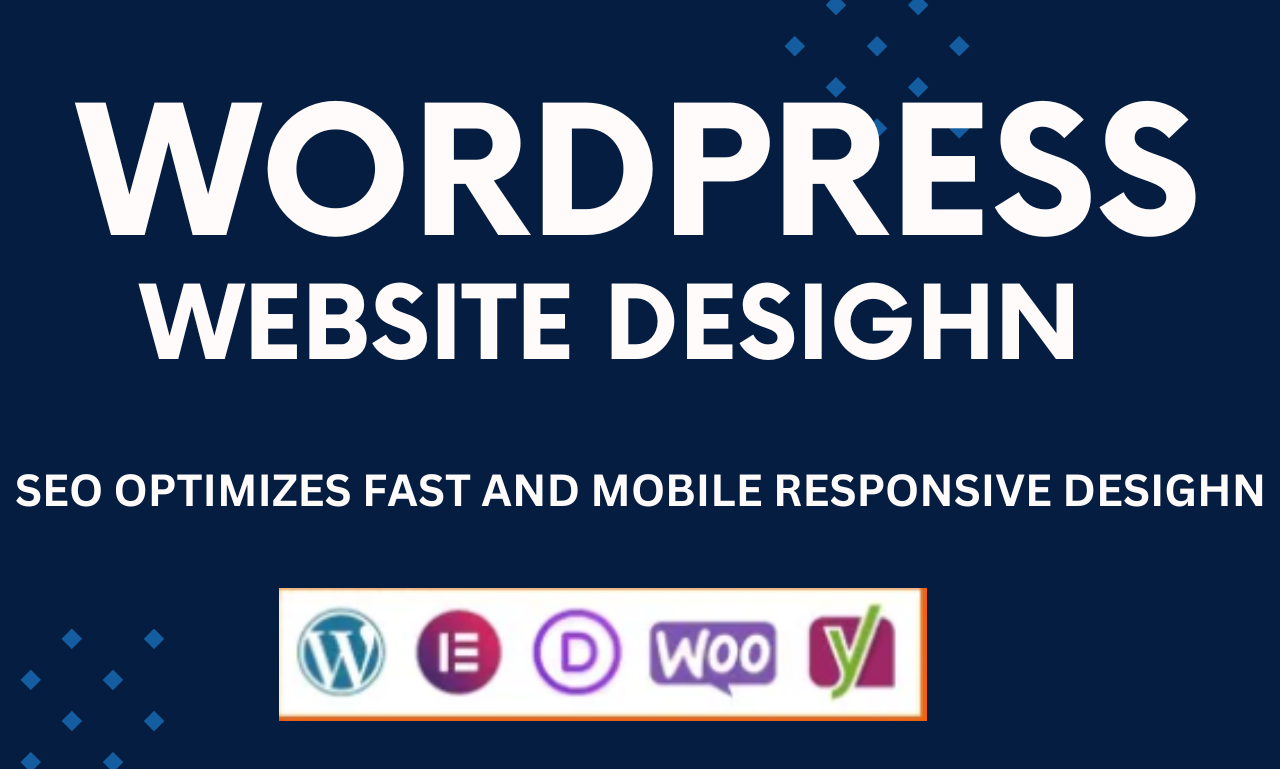 WORDPRESS
WEBSITE DESIGHN
SEO OPTIMIZES FAST AND MOBILE RESPONSIVE DESIGHN
W E D WOO y